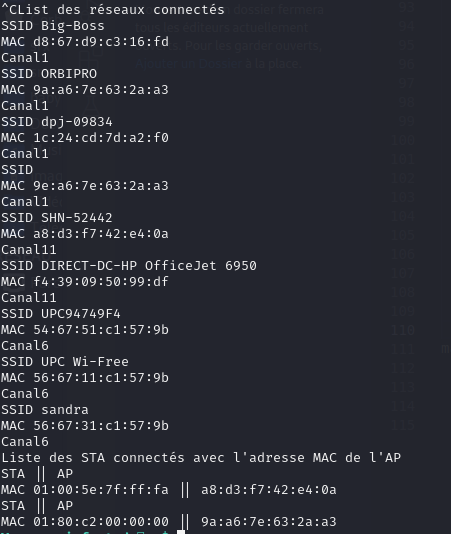 ^CList des réseaux connectés
SSID Big-Boss
MAC d8:67:d9:c3:16:fd
Canal1
SSID ORBIPRO
MAC 9a:a6:7e:63:2a:a3
Canal1
SSID dpj-09834
MAC 1c:24:cd:7d:a2:f0
Canal1
SSID
MAC 9e:a6:7e:63:2a:a3
Canal1
SSID SHN-52442
MAC a8:d3:f7:42:e4:0a
Canal11
SSID DIRECT-DC-HP OfficeJet 6950
MAC f4:39:09:50:99:df
Canal11
SSID UPC94749F4
MAC 54:67:51:c1:57:9b
Canal6
SSID UPC Wi-Free
MAC 56:67:11:c1:57:9b
Canal6
SSID sandra
MAC 56:67:31:c1:57:9b
Canal6
Liste des STA connectés avec l'adresse MAC de l'AP
STA || AP
MAC 01:00:5e:7f:ff:fa || a8:d3:f7:42:e4:0a
STA || AP
MAC 01:80:c2:00:00:00 || 9a:a6:7e:63:2a:a3